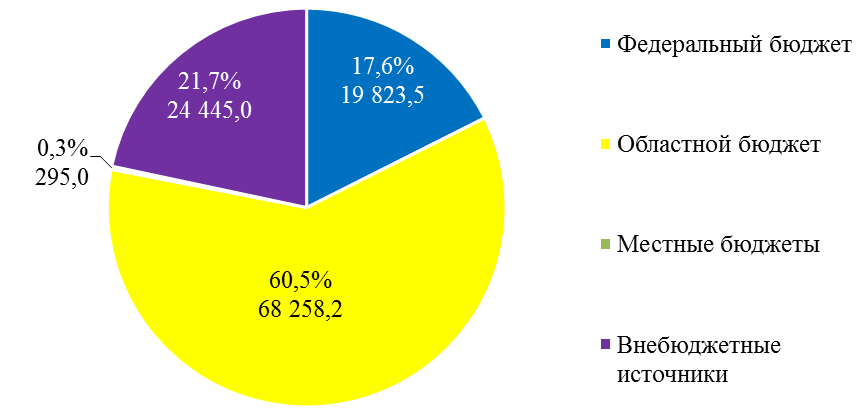 17,6%
19 823,5
21,7%
24 445,0
0,3%
295,0
60,5%
68 258,2
Федеральный бюджет
Областной бюджет
Местные бюджеты
Внебюджетные
источники